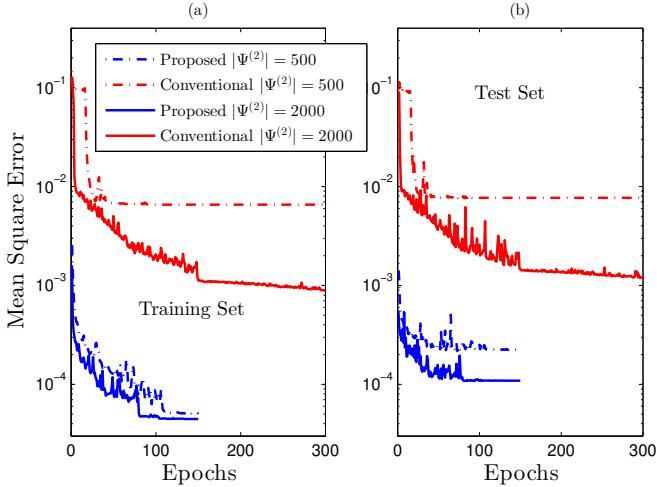 (a)
(b)
Proposed |Ψ^(2)| = 500
Conventional |Ψ^(2)| = 500
Proposed |Ψ^(2)| = 2000
Conventional |Ψ^(2)| = 2000
Test Set
Training Set
Mean Square Error
10^−1
10^−2
10^−3
10^−4
0
100
200
300
Epochs
10^−1
10^−2
10^−3
10^−4
0
100
200
300
Epochs